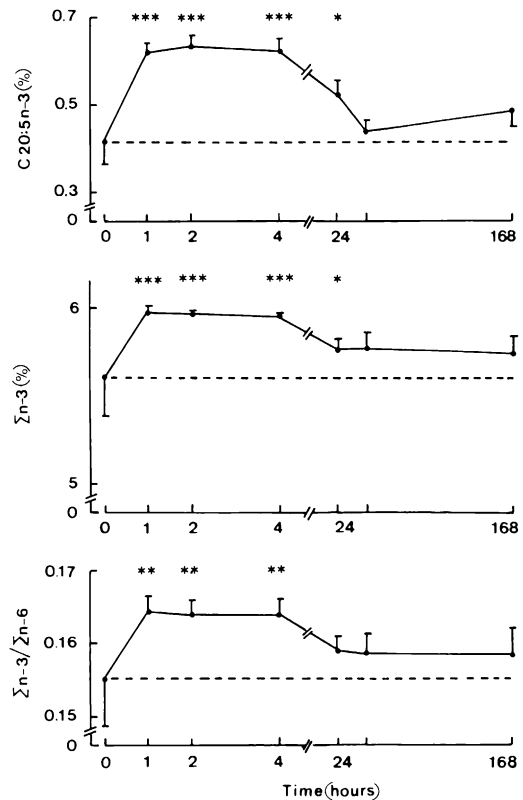 *** *** *** *
0.7
0.5
0.3
0
C20:5n-3(%)
0 1 2 4 24 168
*** *** *** *
6
5
0
Σn-3(%)
0 1 2 4 24 168
** ** **
0.17
0.16
0.15
0
Σn-3/Σn-6
0 1 2 4 24 168
Time(hours)